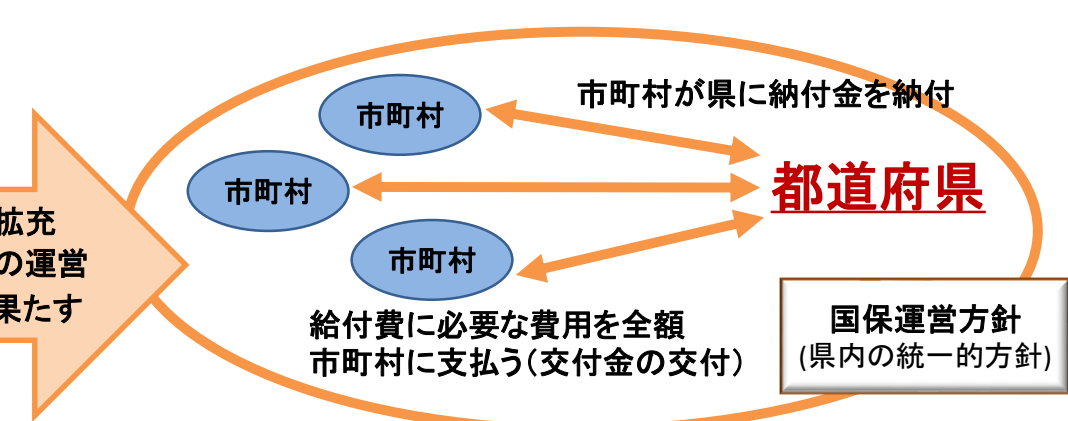 市町村が県に納付金を納付
市町村
市町村
都道府県
市町村
拡充
の運営
果たす
給付費に必要な費用を全額
市町村に支払う(交付金の交付)
国保運営方針
(県内の統一的方針)